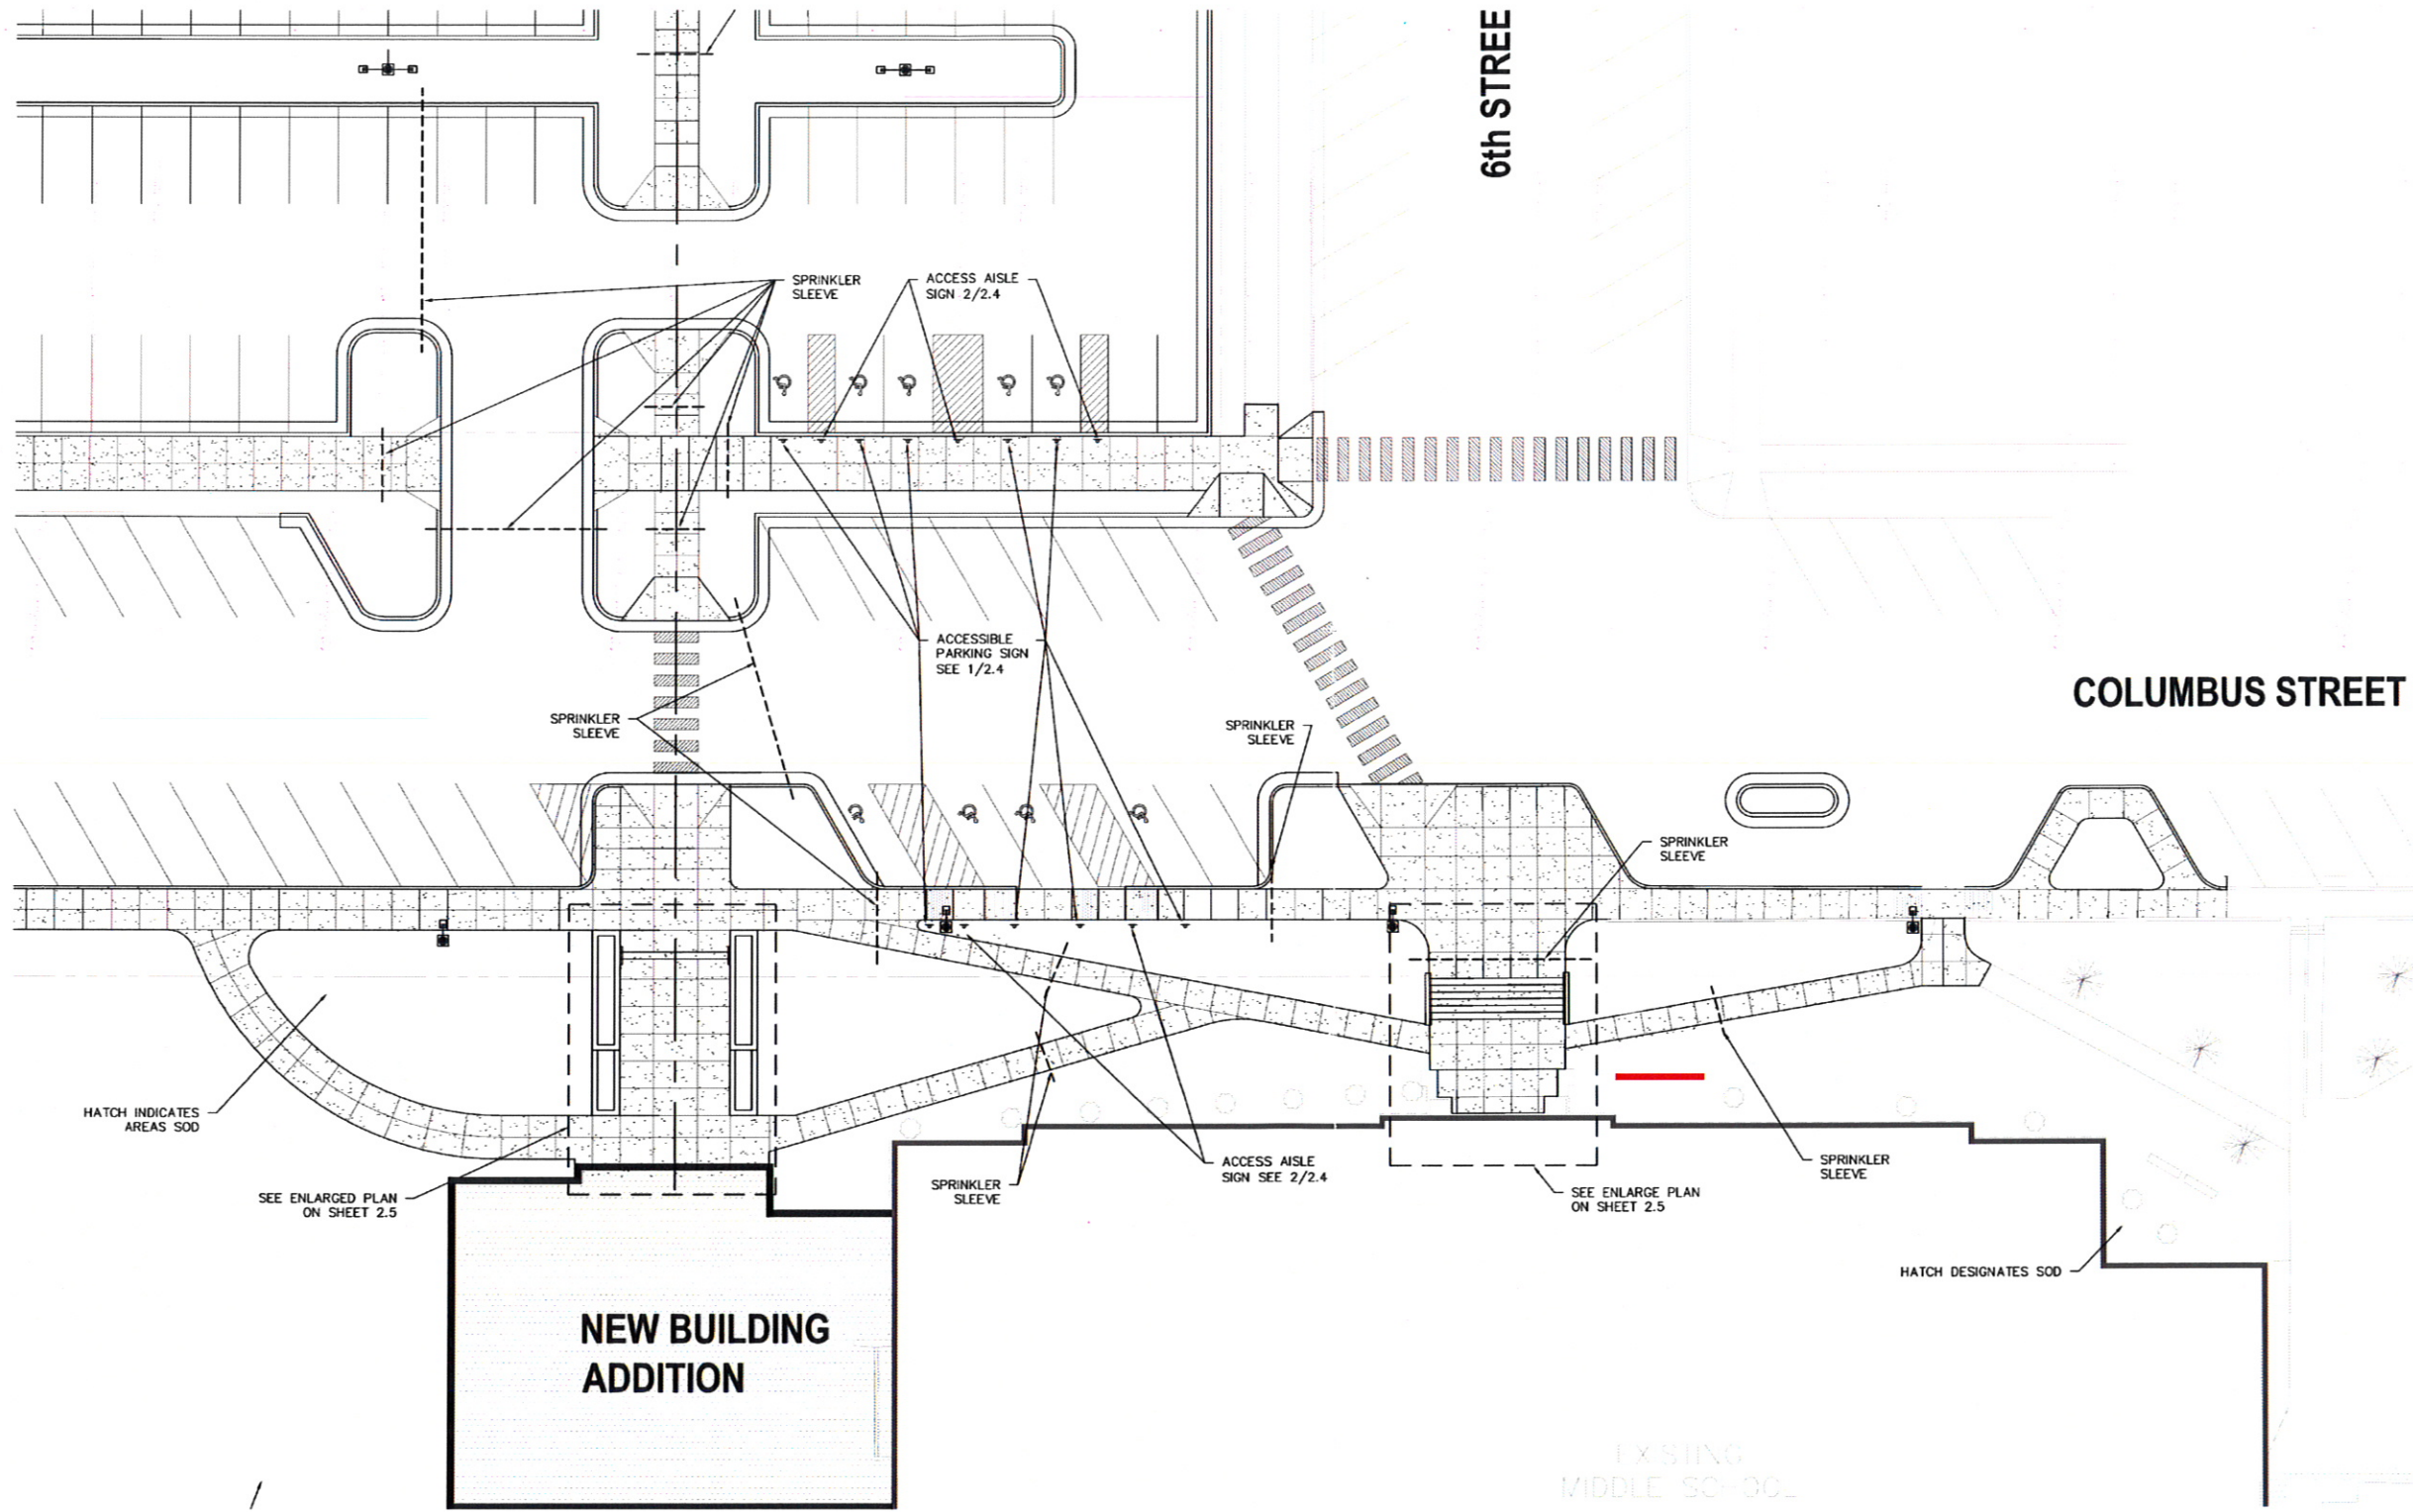 6th STREE
SPRINKLER
SLEEVE
ACCESS AISLE
SIGN 2/2.4
ACCESSIBLE
PARKING SIGN
SEE 1/2.4
COLUMBUS STREET
SPRINKLER
SLEEVE
SPRINKLER
SLEEVE
SPRINKLER
SLEEVE
HATCH INDICATES
AREAS SOD
SEE ENLARGED PLAN
ON SHEET 2.5
SPRINKLER
SLEEVE
ACCESS AISLE
SIGN SEE 2/2.4
SEE ENLARGE PLAN
ON SHEET 2.5
SPRINKLER
SLEEVE
HATCH DESIGNATES SOD
NEW BUILDING
ADDITION
EXSTING
MIDDLE SCHOOL